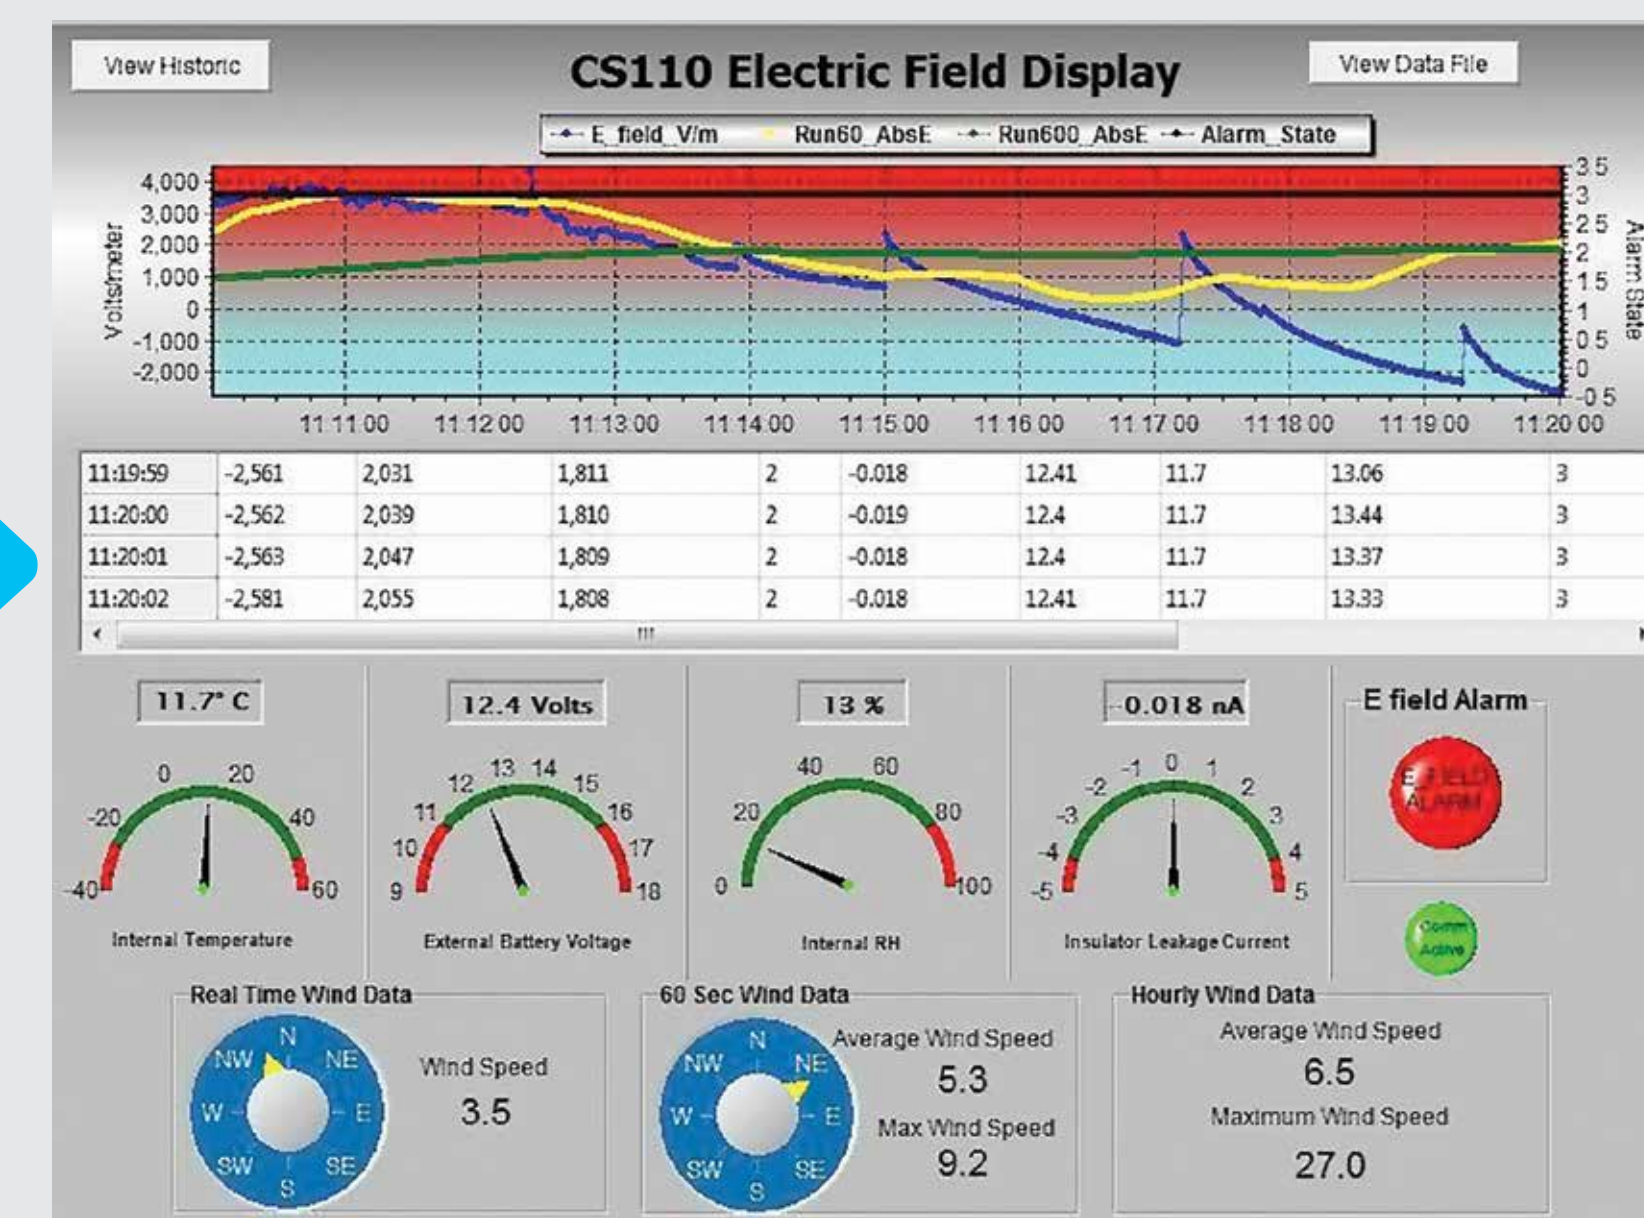 View Historic
CS110 Electric Field Display
View Data File
E_field_V/m Run60_AbsE Run600_AbsE Alarm_State
Volts/meter
4,000
3,000
2,000
1,000
0
-1,000
-2,000
3.5
3
2.5
2
1.5
1
0.5
0
-0.5
Alarm State
11:11:00 11:12:00 11:13:00 11:14:00 11:15:00 11:16:00 11:17:00 11:18:00 11:19:00 11:20:00
11:19:59 -2,561 2,031 1,811 2 -0.018 12.41 11.7 13.06 3
11:20:00 -2,562 2,039 1,810 2 -0.019 12.4 11.7 13.44 3
11:20:01 -2,563 2,047 1,809 2 -0.018 12.4 11.7 13.37 3
11:20:02 -2,581 2,055 1,808 2 -0.018 12.41 11.7 13.33 3
11.7° C
-40 -20 0 20 40 60
Internal Temperature
12.4 Volts
9 10 11 12 13 14 15 16 17 18
External Battery Voltage
13 %
0 20 40 60 80 100
Internal RH
-0.018 nA
-5 -4 -3 -2 -1 0 1 2 3 4 5
Insulator Leakage Current
E field Alarm
E_FIELD
ALARM
Comm
Active
Real Time Wind Data
N NE E SE S SW W NW
Wind Speed
3.5
60 Sec Wind Data
N NE E SE S SW W NW
Average Wind Speed
5.3
Max Wind Speed
9.2
Hourly Wind Data
Average Wind Speed
6.5
Maximum Wind Speed
27.0